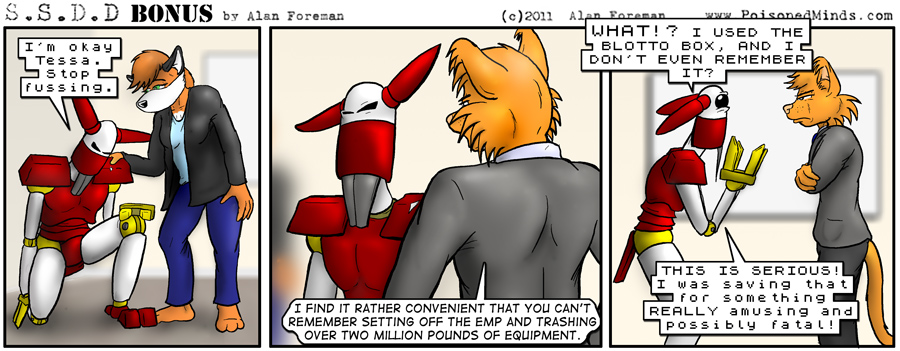 S.S.D.D BONUS by Alan Foreman (c)2011 Alan Foreman www.PoisonedMinds.com
I'm okay
Tessa.
Stop
fussing.
I FIND IT RATHER CONVENIENT THAT YOU CAN'T
REMEMBER SETTING OFF THE EMP AND TRASHING
OVER TWO MILLION POUNDS OF EQUIPMENT.
WHAT!? I USED THE
BLOTTO BOX, AND I
DON'T EVEN REMEMBER
IT?
THIS IS SERIOUS!
I was saving that
for something
REALLY amusing and
possibly fatal!